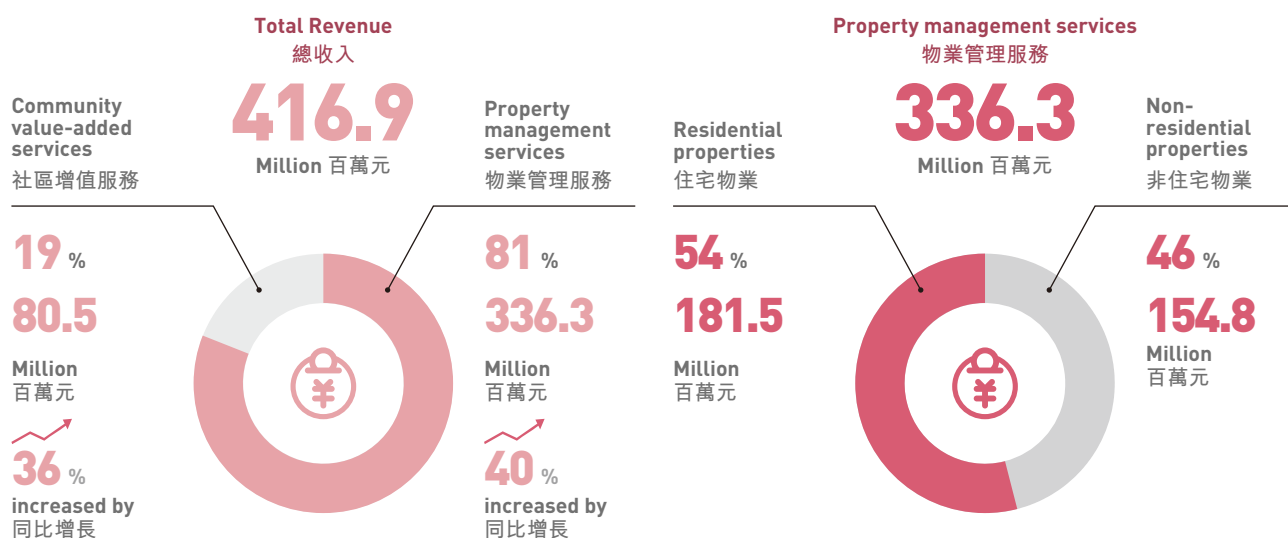 Total Revenue
總收入
416.9
Million 百萬元
Community
value-added
services
社區增值服務
19 %
80.5
Million
百萬元
36 %
increased by
同比增長
Property
management
services
物業管理服務
81 %
336.3
Million
百萬元
40 %
increased by
同比增長
¥
Property management services
物業管理服務
336.3
Million 百萬元
Residential
properties
住宅物業
54 %
181.5
Million
百萬元
Non-
residential
properties
非住宅物業
46 %
154.8
Million
百萬元
¥